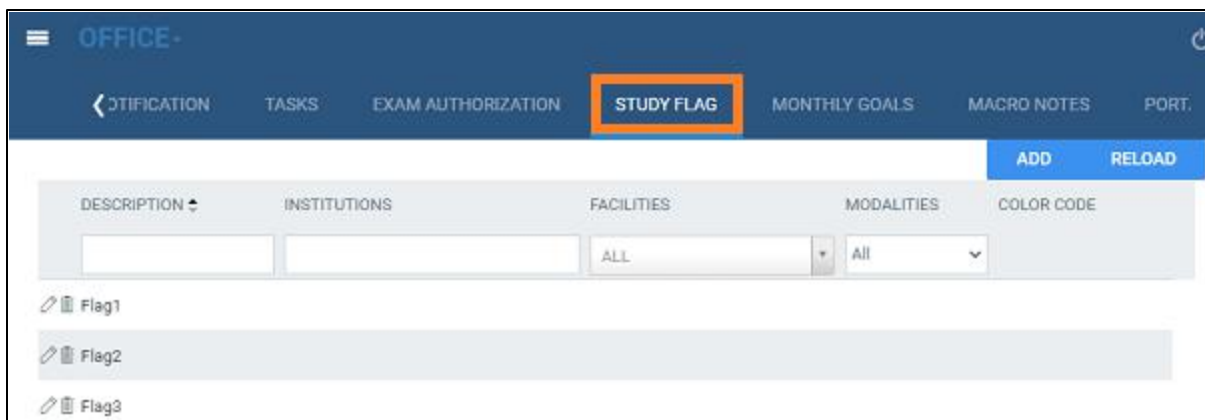 OFFICE-
OTIFICATION TASKS EXAM AUTHORIZATION STUDY FLAG MONTHLY GOALS MACRO NOTES PORT.
ADD RELOAD
DESCRIPTION INSTITUTIONS FACILITIES MODALITIES COLOR CODE
ALL All
Flag1
Flag2
Flag3